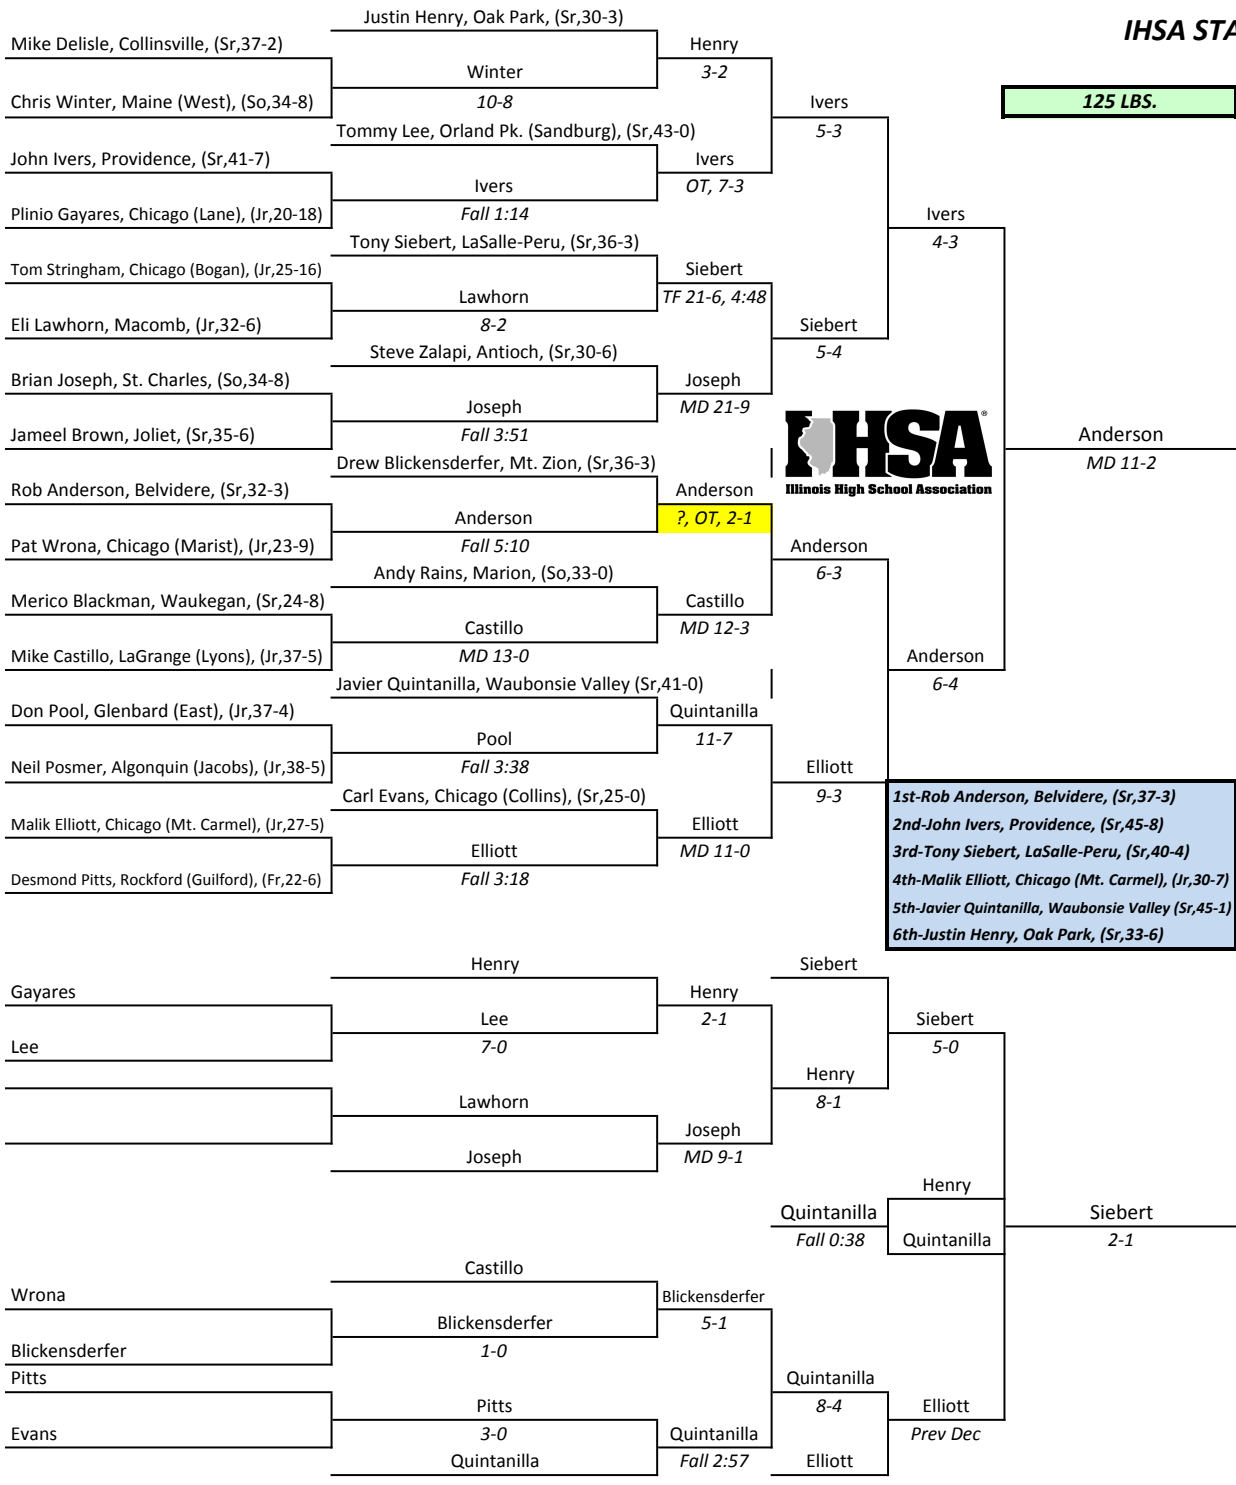 IHSA STA
125 LBS.
Justin Henry, Oak Park, (Sr,30-3)
Mike Delisle, Collinsville, (Sr,37-2)
Henry
Winter
3-2
Chris Winter, Maine (West), (So,34-8)
10-8
Ivers
Tommy Lee, Orland Pk. (Sandburg), (Sr,43-0)
5-3
John Ivers, Providence, (Sr,41-7)
Ivers
Ivers
OT, 7-3
Plinio Gayares, Chicago (Lane), (Jr,20-18)
Fall 1:14
Ivers
Tony Siebert, LaSalle-Peru, (Sr,36-3)
4-3
Tom Stringham, Chicago (Bogan), (Jr,25-16)
Siebert
Lawhorn
TF 21-6, 4:48
Eli Lawhorn, Macomb, (Jr,32-6)
8-2
Siebert
Steve Zalapi, Antioch, (Sr,30-6)
5-4
Brian Joseph, St. Charles, (So,34-8)
Joseph
Joseph
MD 21-9
Jameel Brown, Joliet, (Sr,35-6)
Fall 3:51
IHSA®
Illinois High School Association
Anderson
MD 11-2
Drew Blickensderfer, Mt. Zion, (Sr,36-3)
Rob Anderson, Belvidere, (Sr,32-3)
Anderson
Anderson
?, OT, 2-1
Pat Wrona, Chicago (Marist), (Jr,23-9)
Fall 5:10
Anderson
Andy Rains, Marion, (So,33-0)
6-3
Merico Blackman, Waukegan, (Sr,24-8)
Castillo
Castillo
MD 12-3
Mike Castillo, LaGrange (Lyons), (Jr,37-5)
MD 13-0
Anderson
Javier Quintanilla, Waubonsie Valley (Sr,41-0)
6-4
Don Pool, Glenbard (East), (Jr,37-4)
Quintanilla
Pool
11-7
Neil Posmer, Algonquin (Jacobs), (Jr,38-5)
Fall 3:38
Elliott
Carl Evans, Chicago (Collins), (Sr,25-0)
9-3
Malik Elliott, Chicago (Mt. Carmel), (Jr,27-5)
Elliott
Elliott
MD 11-0
Desmond Pitts, Rockford (Guilford), (Fr,22-6)
Fall 3:18
1st-Rob Anderson, Belvidere, (Sr,37-3)
2nd-John Ivers, Providence, (Sr,45-8)
3rd-Tony Siebert, LaSalle-Peru, (Sr,40-4)
4th-Malik Elliott, Chicago (Mt. Carmel), (Jr,30-7)
5th-Javier Quintanilla, Waubonsie Valley (Sr,45-1)
6th-Justin Henry, Oak Park, (Sr,33-6)
Henry
Siebert
Gayares
Henry
Lee
2-1
Siebert
Lee
7-0
5-0
Henry
Lawhorn
8-1
Joseph
Joseph
MD 9-1
Henry
Quintanilla
Siebert
Fall 0:38
Quintanilla
2-1
Castillo
Wrona
Blickensderfer
Blickensderfer
5-1
Blickensderfer
1-0
Pitts
Quintanilla
Pitts
8-4
Elliott
Evans
3-0
Quintanilla
Prev Dec
Quintanilla
Fall 2:57
Elliott